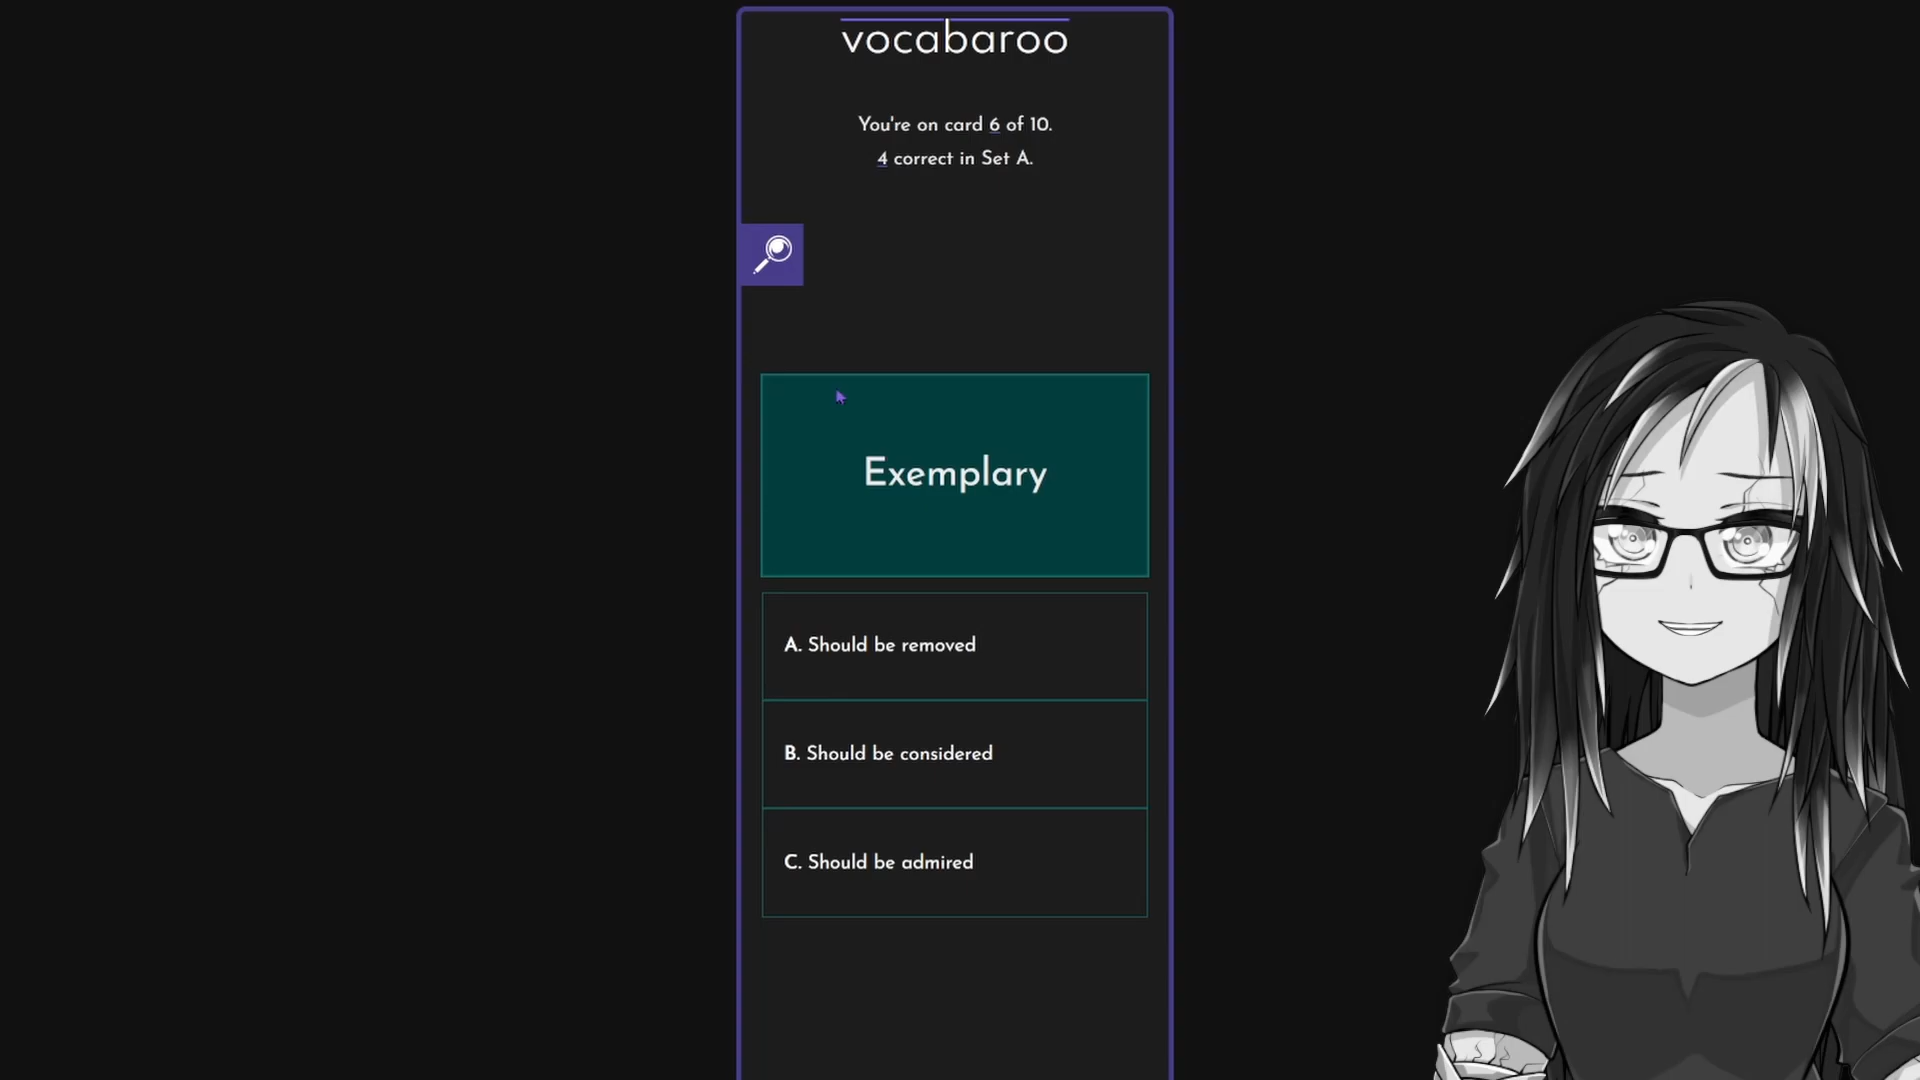 vocabaroo
You're on card 6 of 10.
4 correct in Set A.
Exemplary
A. Should be removed
B. Should be considered
C. Should be admired